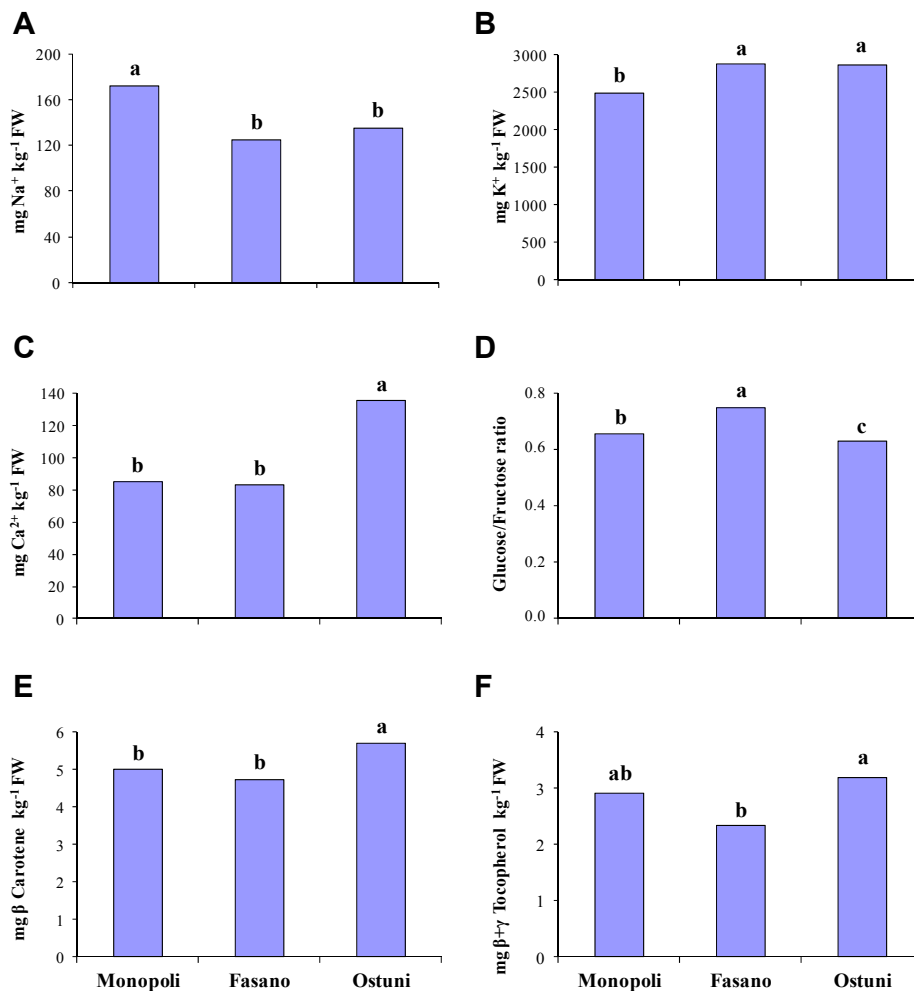 A
mg Na⁺ kg⁻¹ FW
200
160
120
80
40
0
a
b
b
B
mg K⁺ kg⁻¹ FW
3000
2500
2000
1500
1000
500
0
b
a
a
C
mg Ca²⁺ kg⁻¹ FW
140
120
100
80
60
40
20
0
b
b
a
D
Glucose/Fructose ratio
0.8
0.6
0.4
0.2
0.0
b
a
c
E
mg β Carotene kg⁻¹ FW
6
5
4
3
2
1
0
b
b
a
Monopoli Fasano Ostuni
F
mg β+γ Tocopherol kg⁻¹ FW
4
3
2
1
0
ab
b
a
Monopoli Fasano Ostuni